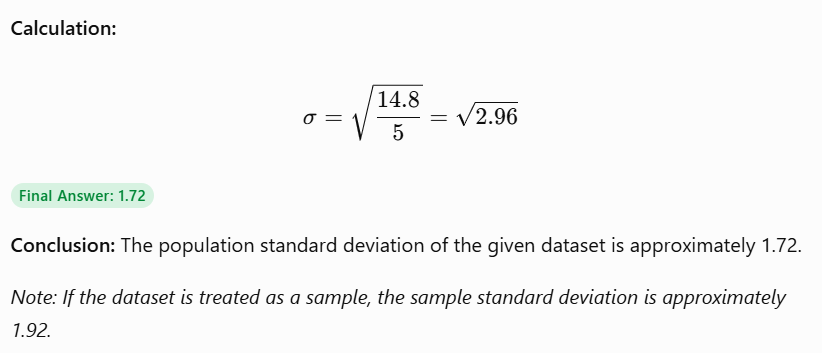 Calculation:
σ = √(14.8/5) = √2.96
Final Answer: 1.72
Conclusion: The population standard deviation of the given dataset is approximately 1.72.
Note: If the dataset is treated as a sample, the sample standard deviation is approximately
1.92.